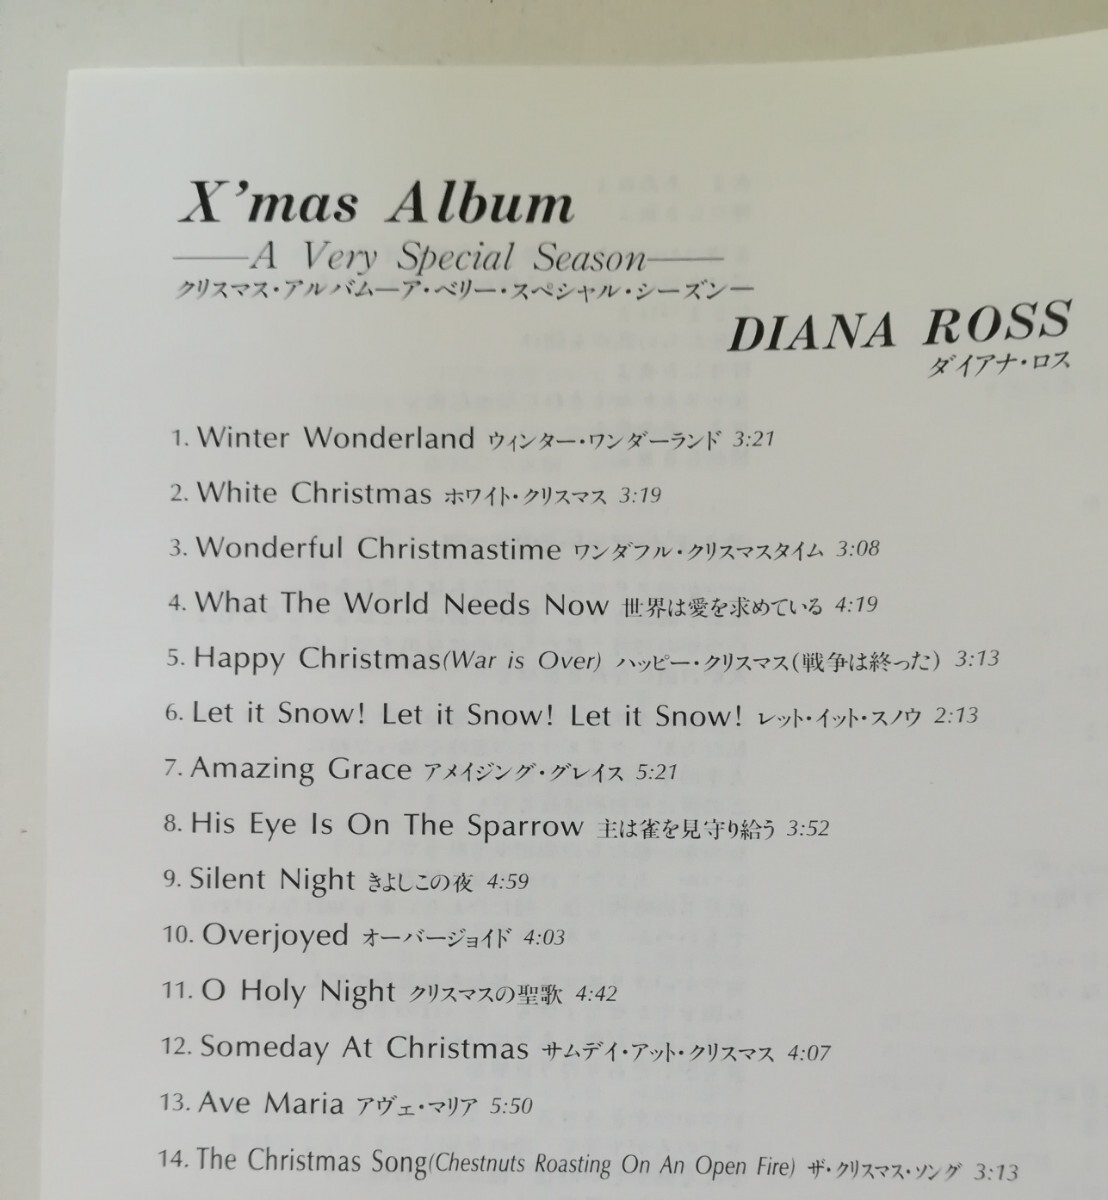 X'mas Album
——A Very Special Season——
クリスマス・アルバム―ア・ベリー・スペシャル・シーズン―
DIANA ROSS
ダイアナ・ロス
1. Winter Wonderland ウィンター・ワンダーランド 3:21
2. White Christmas ホワイト・クリスマス 3:19
3. Wonderful Christmastime ワンダフル・クリスマスタイム 3:08
4. What The World Needs Now 世界は愛を求めている 4:19
5. Happy Christmas(War is Over) ハッピー・クリスマス(戦争は終った) 3:13
6. Let it Snow! Let it Snow! Let it Snow! レット・イット・スノウ 2:13
7. Amazing Grace アメイジング・グレイス 5:21
8. His Eye Is On The Sparrow 主は雀を見守り給う 3:52
9. Silent Night きよしこの夜 4:59
10. Overjoyed オーバージョイド 4:03
11. O Holy Night クリスマスの聖歌 4:42
12. Someday At Christmas サムデイ・アット・クリスマス 4:07
13. Ave Maria アヴェ・マリア 5:50
14. The Christmas Song(Chestnuts Roasting On An Open Fire) ザ・クリスマス・ソング 3:13